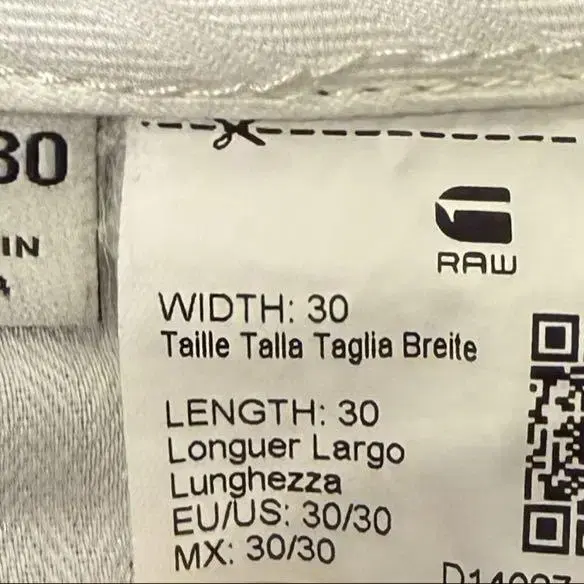 30
IN
RAW
WIDTH: 30
Taille Talla Taglia Breite
LENGTH: 30
Longuer Largo
Lunghezza
EU/US: 30/30
MX: 30/30